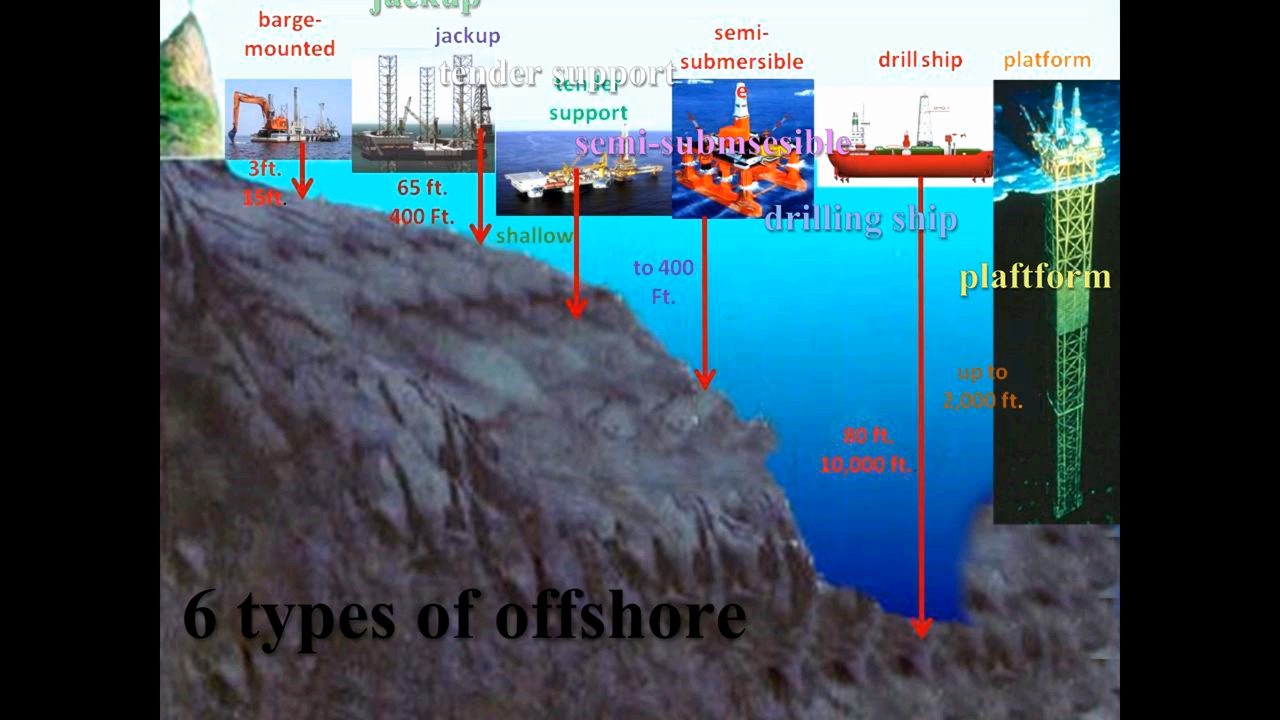 jackup
barge-
mounted
jackup
tender support
tender
support
semi-
submersible
e
semi-submsesible
drill ship
platform
3ft.
15ft.
65 ft.
400 Ft.
shallow
drilling ship
to 400
Ft.
plaftform
up to
2,000 ft.
80 ft.
10,000 ft..
6 types of offshore